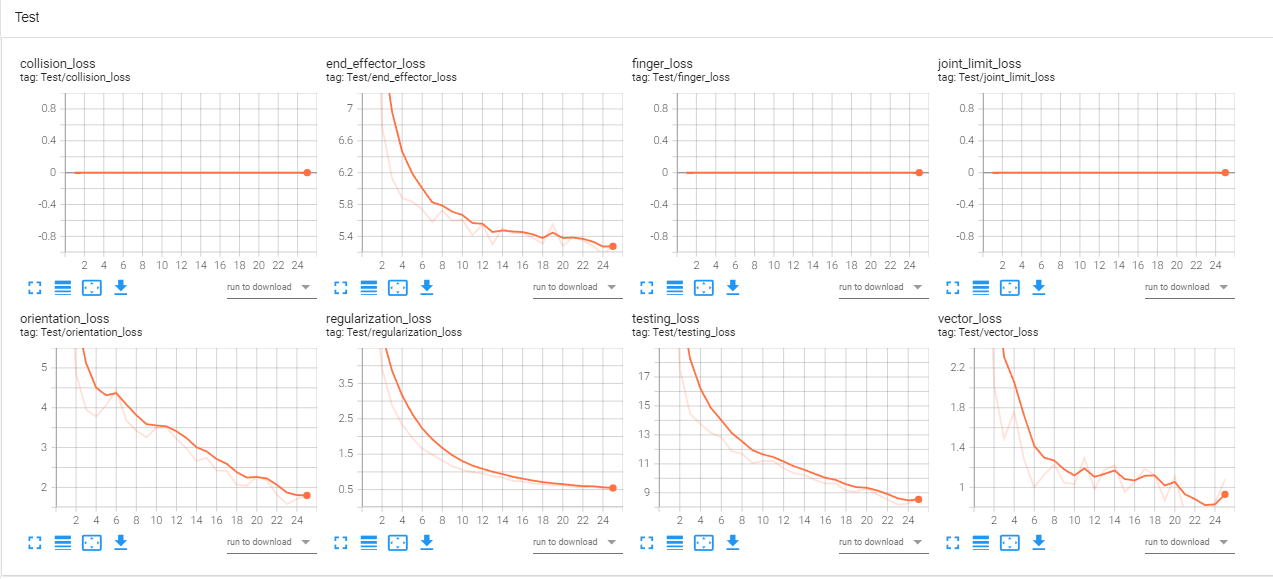 Test
collision_loss
tag: Test/collision_loss
0.8
0.4
0
-0.4
-0.8
2 4 6 8 10 12 14 16 18 20 22 24
run to download
end_effector_loss
tag: Test/end_effector_loss
7
6.6
6.2
5.8
5.4
2 4 6 8 10 12 14 16 18 20 22 24
run to download
finger_loss
tag: Test/finger_loss
0.8
0.4
0
-0.4
-0.8
2 4 6 8 10 12 14 16 18 20 22 24
run to download
joint_limit_loss
tag: Test/joint_limit_loss
0.8
0.4
0
-0.4
-0.8
2 4 6 8 10 12 14 16 18 20 22 24
run to download
orientation_loss
tag: Test/orientation_loss
5
4
3
2
2 4 6 8 10 12 14 16 18 20 22 24
run to download
regularization_loss
tag: Test/regularization_loss
3.5
2.5
1.5
0.5
2 4 6 8 10 12 14 16 18 20 22 24
run to download
testing_loss
tag: Test/testing_loss
17
15
13
11
9
2 4 6 8 10 12 14 16 18 20 22 24
run to download
vector_loss
tag: Test/vector_loss
2.2
1.8
1.4
1
2 4 6 8 10 12 14 16 18 20 22 24
run to download